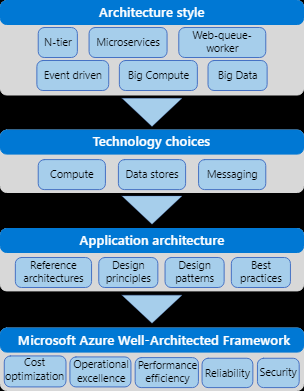 Architecture style
N-tier
Microservices
Web-queue-
worker
Event driven
Big Compute
Big Data
Technology choices
Compute
Data stores
Messaging
Application architecture
Reference
architectures
Design
principles
Design
patterns
Best
practices
Microsoft Azure Well-Architected Framework
Cost
optimization
Operational
excellence
Performance
efficiency
Reliability
Security